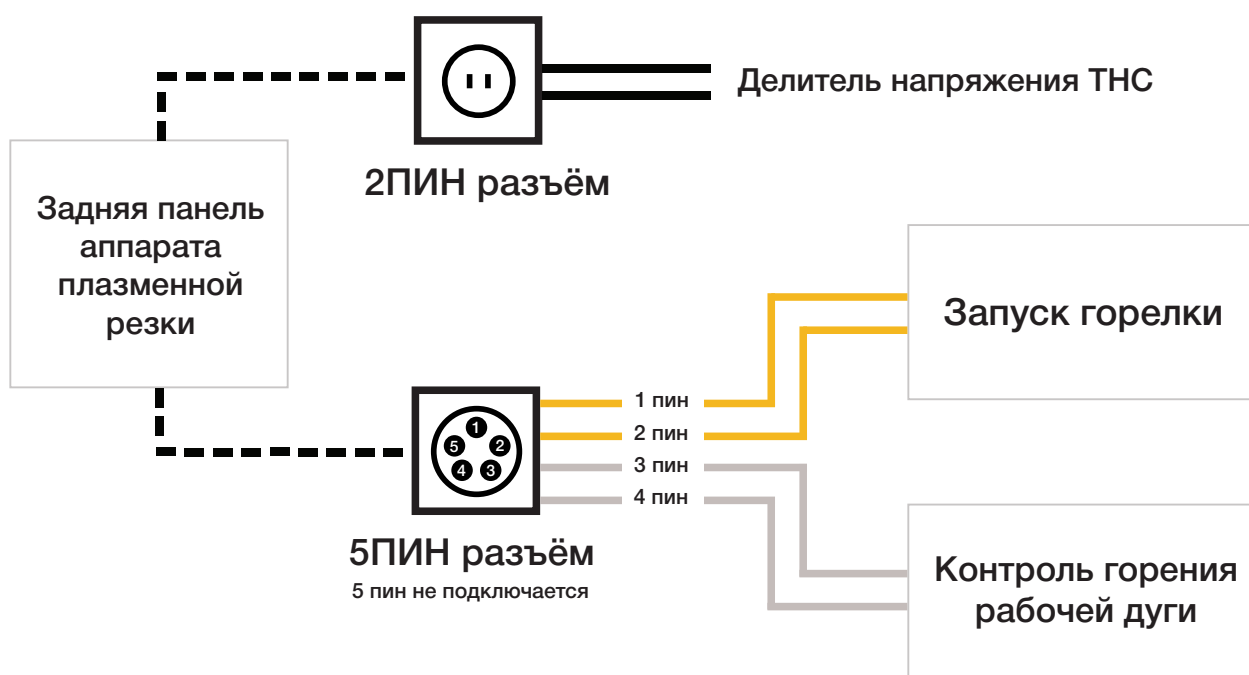 Делитель напряжения ТНС
2ПИН разъём
Задняя панель
аппарата
плазменной
резки
Запуск горелки
1 пин
2 пин
3 пин
4 пин
1
5
2
4
3
5ПИН разъём
5 пин не подключается
Контроль горения
рабочей дуги